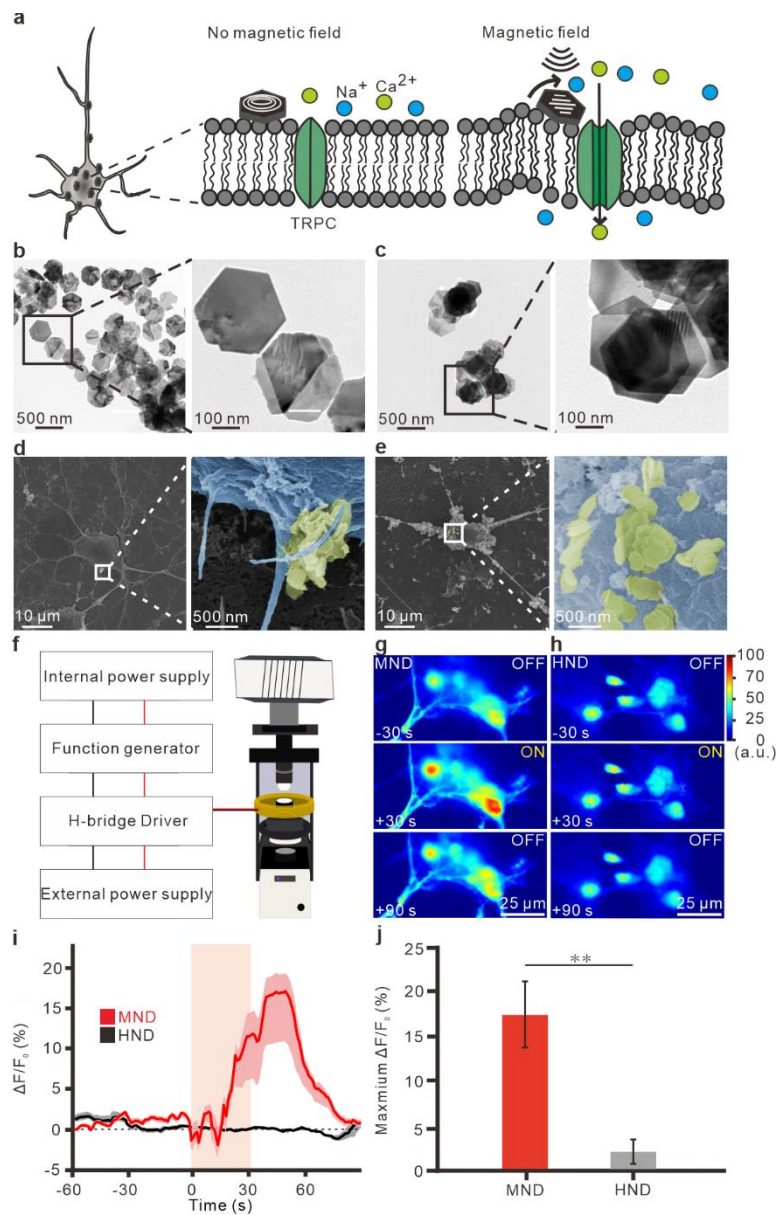 a
No magnetic field
Magnetic field
Na+ Ca2+
TRPC
b
500 nm
100 nm
c
500 nm
100 nm
d
10 µm
500 nm
e
10 µm
500 nm
f
Internal power supply
Function generator
H-bridge Driver
External power supply
g
MND OFF
-30 s
ON
+30 s
OFF
+90 s
25 µm
h
HND OFF
-30 s
ON
+30 s
OFF
+90 s
25 µm
100
75
50
25
0
(a.u.)
i
ΔF/F0 (%)
20
15
10
5
0
-5
MND
HND
-60 -30 0 30 60
Time (s)
j
Maxmium ΔF/F0 (%)
25
20
15
10
5
0
**
MND HND